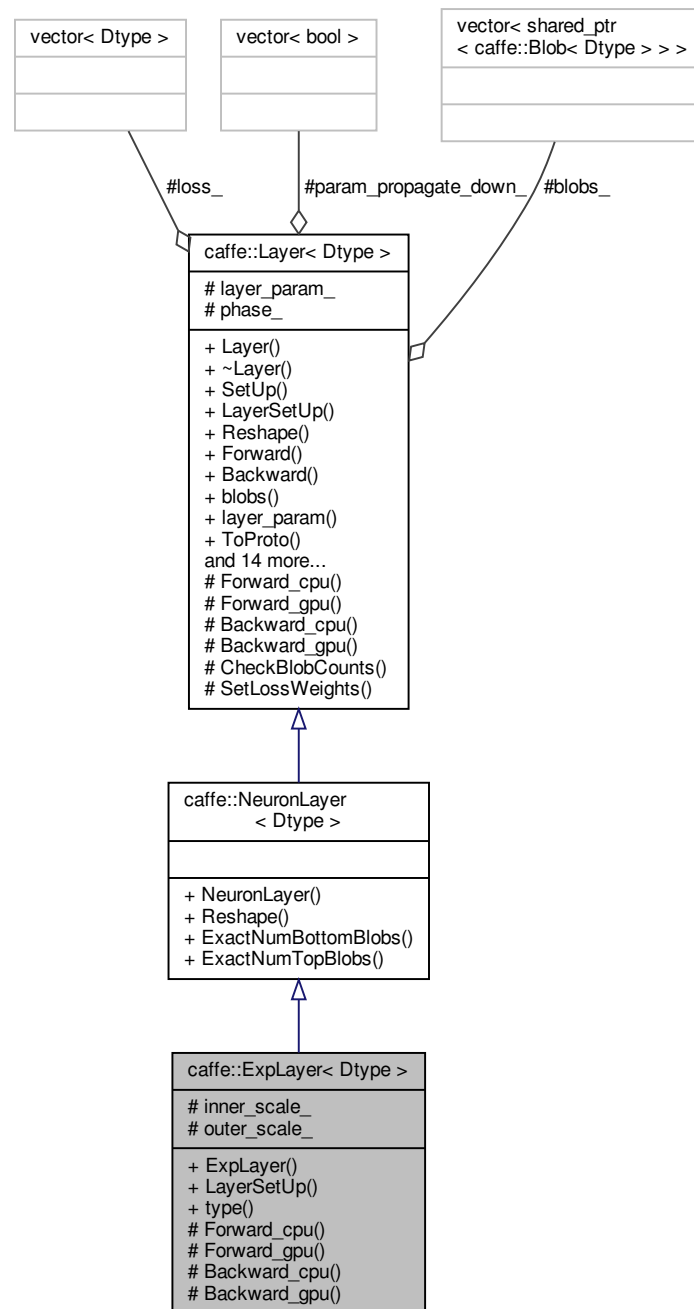 vector< Dtype >
vector< bool >
vector< shared_ptr
< caffe::Blob< Dtype > > >
#loss_
#param_propagate_down_
#blobs_
caffe::Layer< Dtype >
# layer_param_
# phase_
+ Layer()
+ ~Layer()
+ SetUp()
+ LayerSetUp()
+ Reshape()
+ Forward()
+ Backward()
+ blobs()
+ layer_param()
+ ToProto()
and 14 more...
# Forward_cpu()
# Forward_gpu()
# Backward_cpu()
# Backward_gpu()
# CheckBlobCounts()
# SetLossWeights()
caffe::NeuronLayer
< Dtype >
+ NeuronLayer()
+ Reshape()
+ ExactNumBottomBlobs()
+ ExactNumTopBlobs()
caffe::ExpLayer< Dtype >
# inner_scale_
# outer_scale_
+ ExpLayer()
+ LayerSetUp()
+ type()
# Forward_cpu()
# Forward_gpu()
# Backward_cpu()
# Backward_gpu()